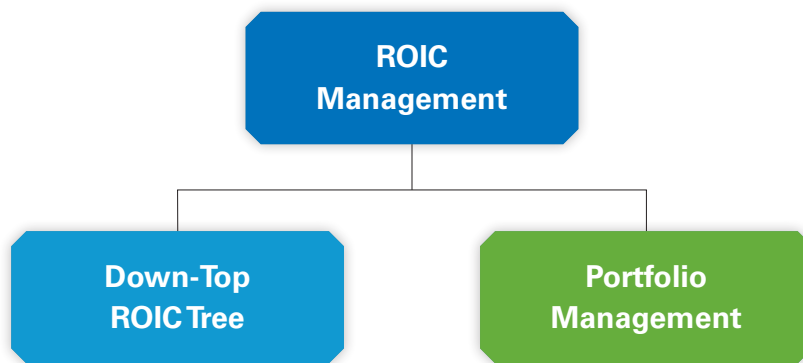 ROIC
Management
Down-Top
ROIC Tree
Portfolio
Management